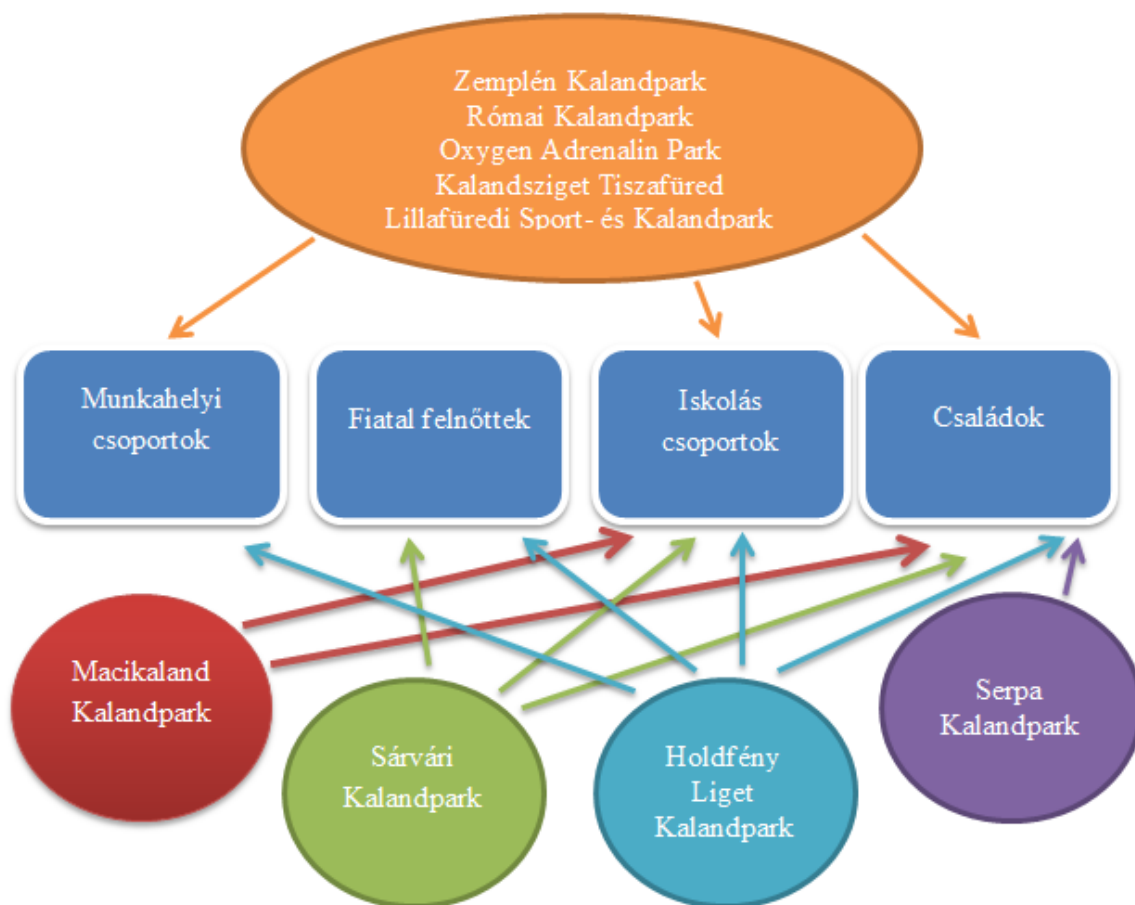 Zemplén Kalandpark
Római Kalandpark
Oxygen Adrenalin Park
Kalandsziget Tiszafüred
Lillafüredi Sport- és Kalandpark
Munkahelyi
csoportok
Fiatal felnőttek
Iskolás
csoportok
Családok
Macikaland
Kalandpark
Sárvári
Kalandpark
Holdfény
Liget
Kalandpark
Serpa
Kalandpark